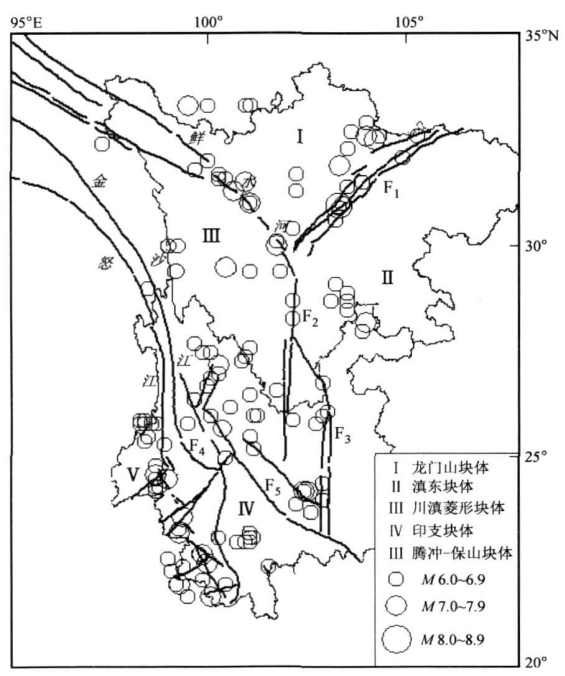 95°E 100° 105°
35°N
鲜
水
河
I
F₁
金
沙
江
怒
江
III
30°
II
F₂
F₃
25°
F₄
V
F₅
IV
I 龙门山块体
II 滇东块体
III 川滇菱形块体
IV 印支块体
III 腾冲-保山块体
M 6.0~6.9
M 7.0~7.9
M 8.0~8.9
20°